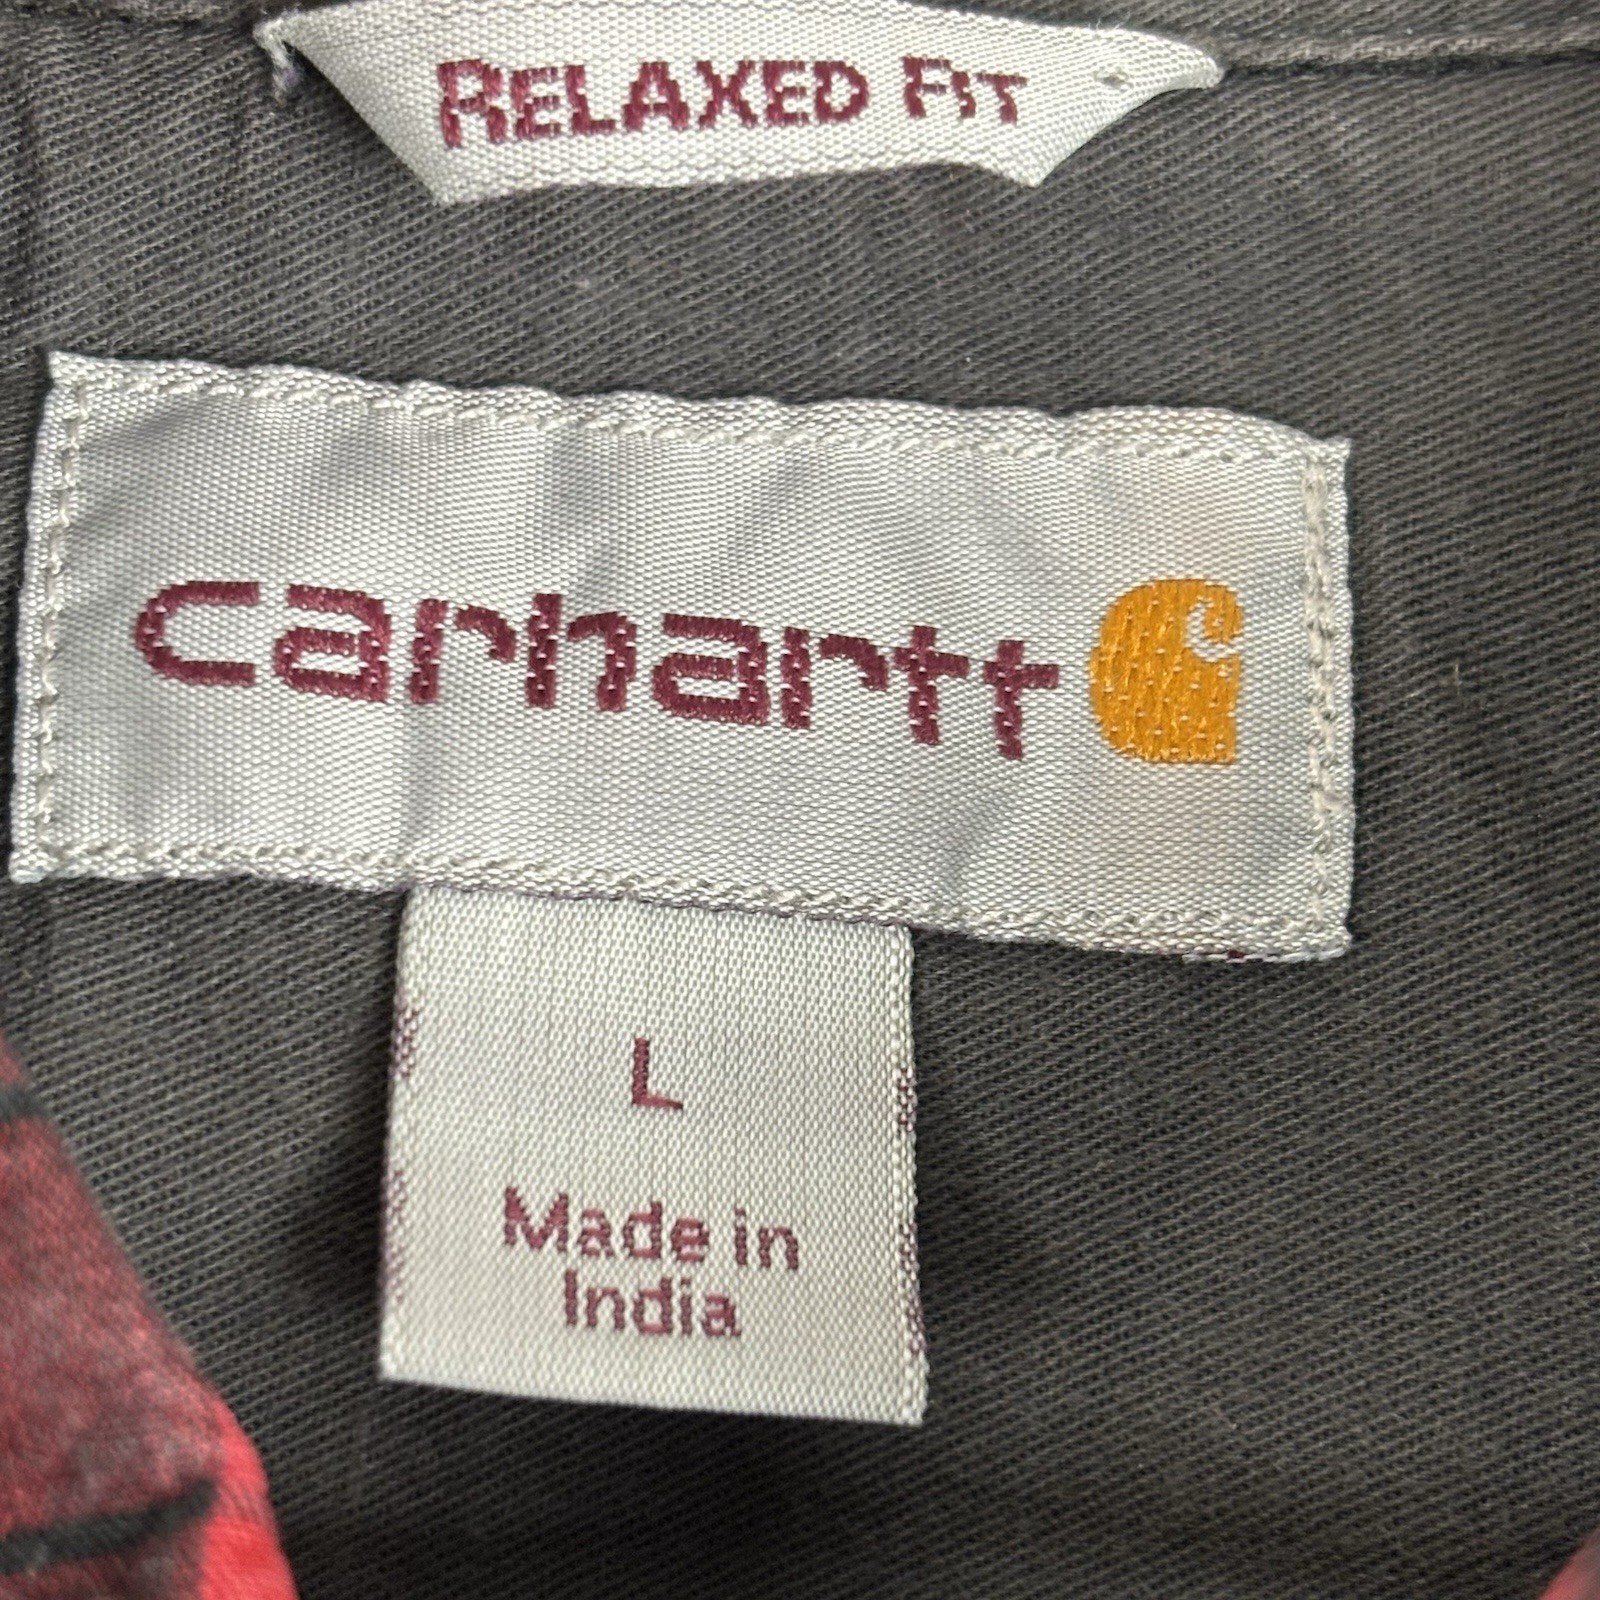 RELAXED FIT
carhartt
L
Made in
India